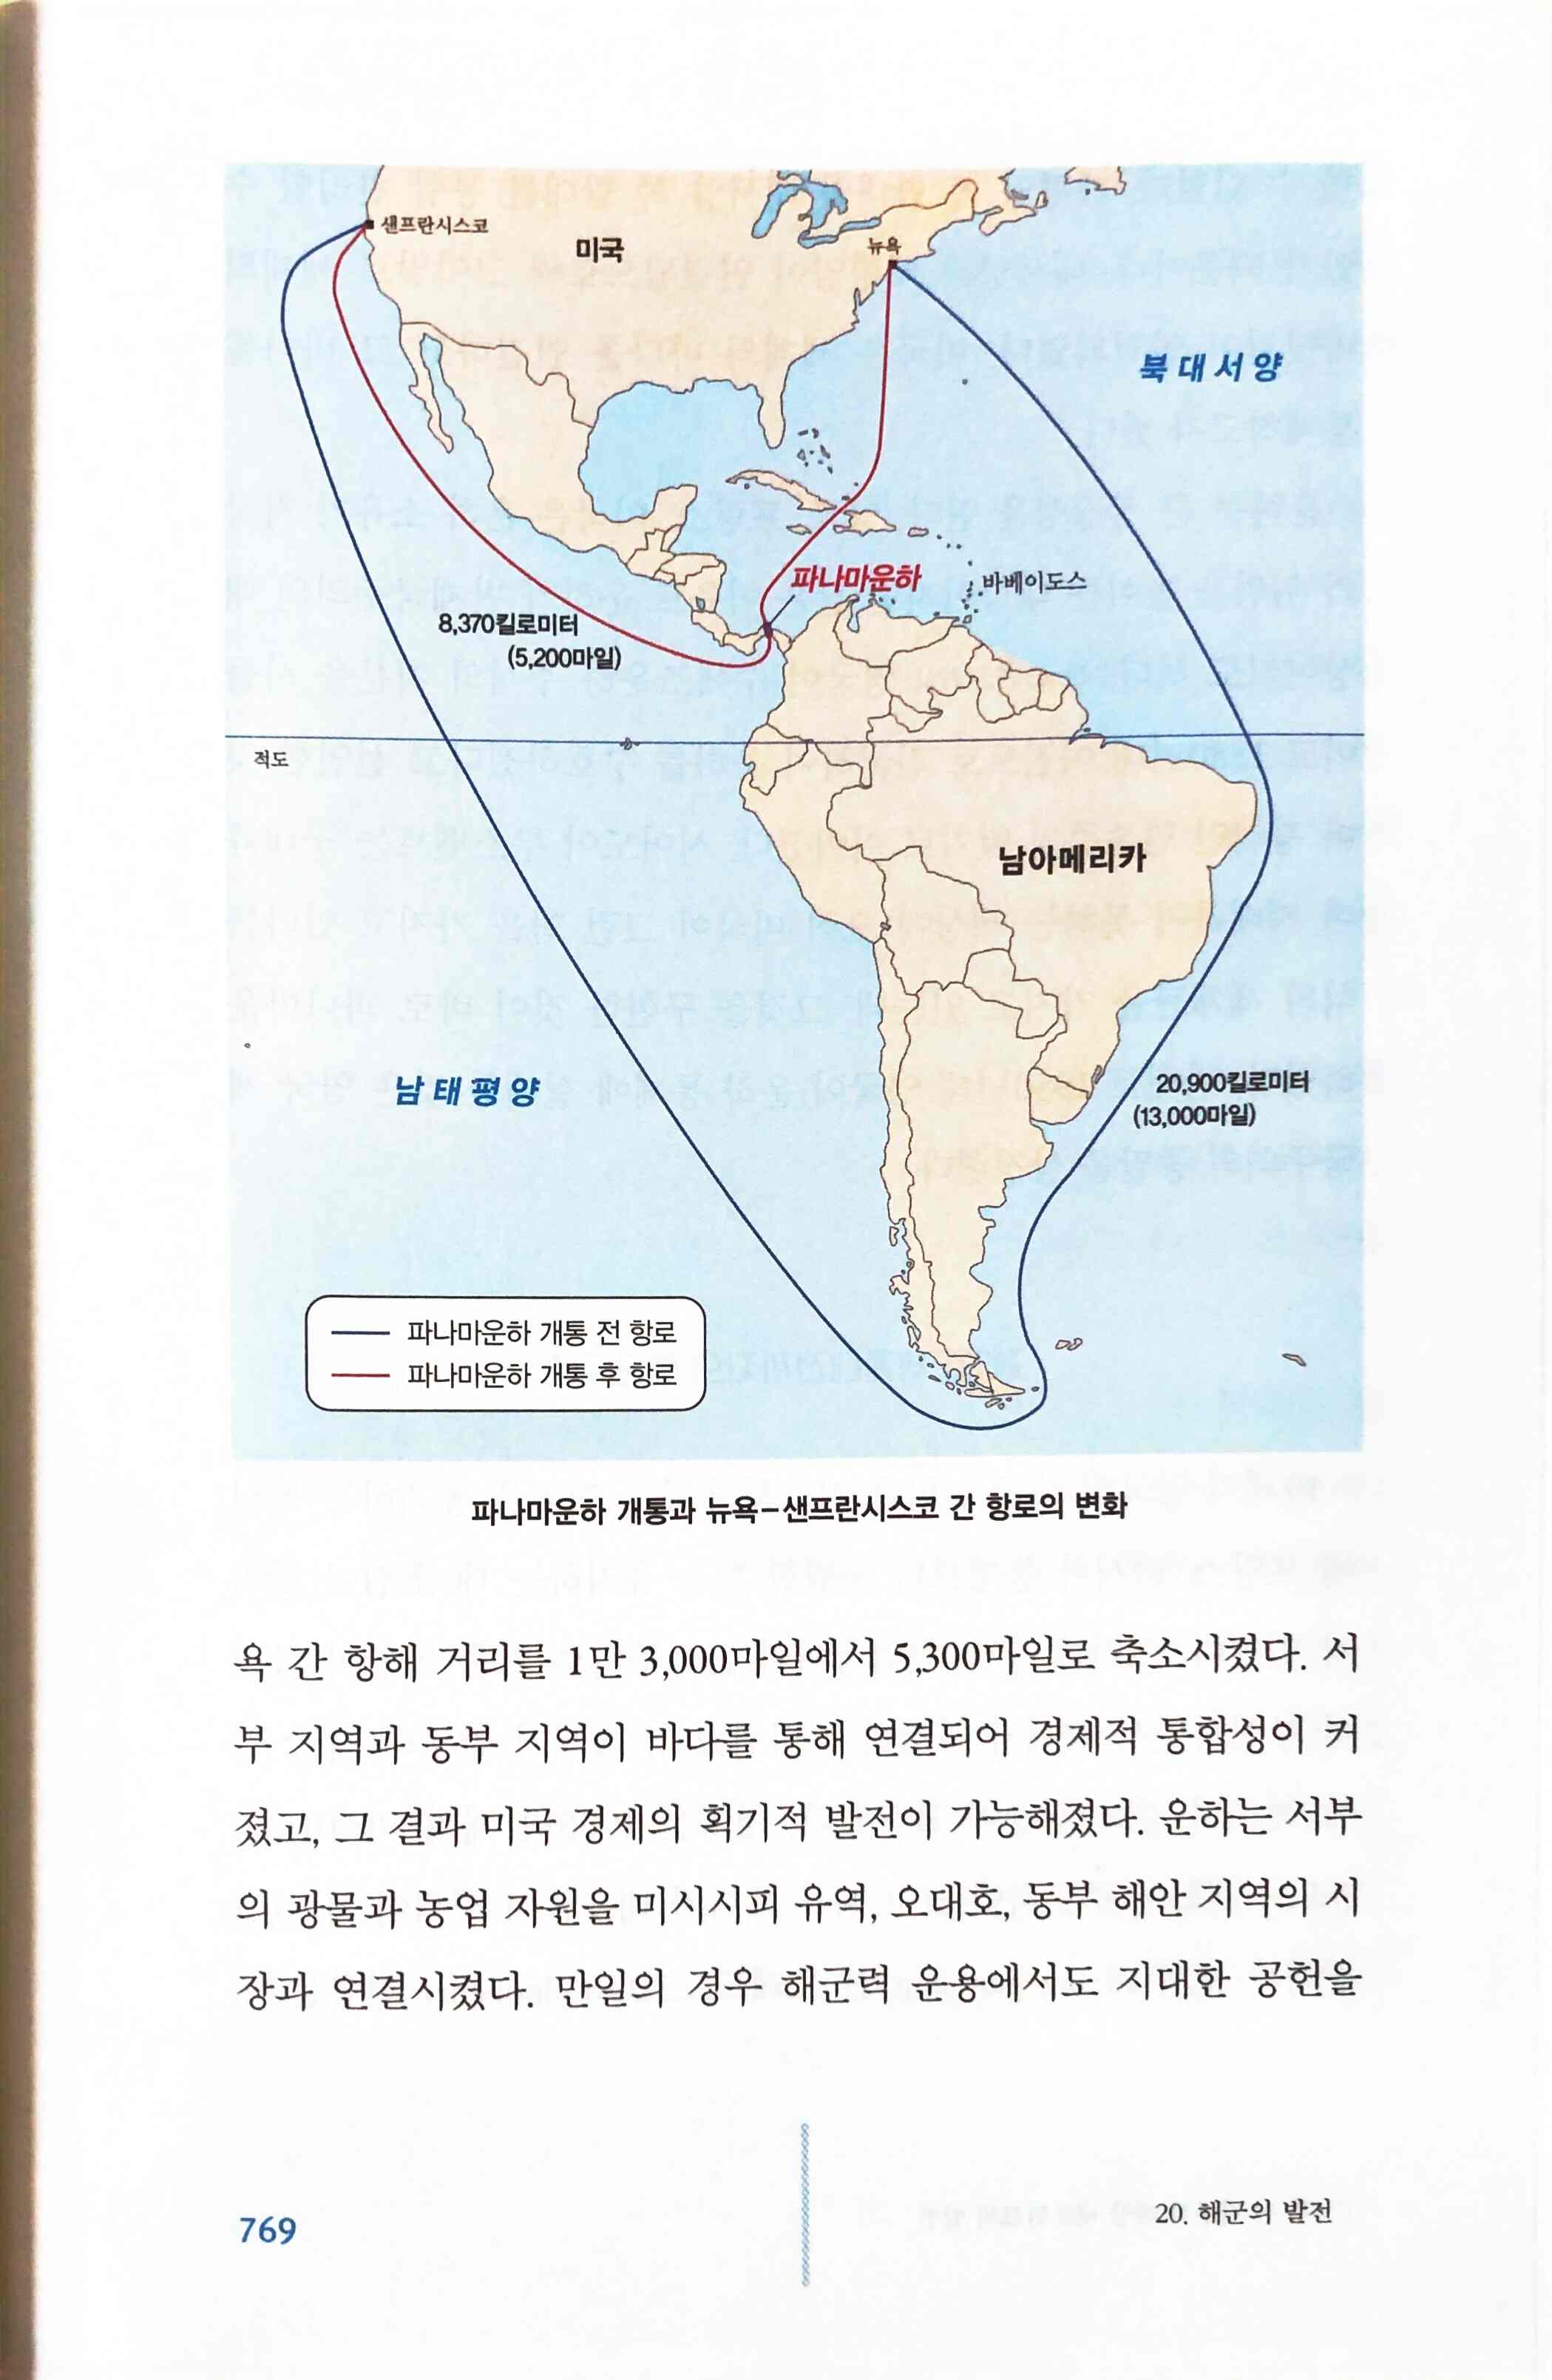 샌프란시스코
미국
뉴욕
북대서양
파나마운하
바베이도스
8,370킬로미터
(5,200마일)
적도
남아메리카
남태평양
20,900킬로미터
(13,000마일)
파나마운하 개통 전 항로
파나마운하 개통 후 항로
파나마운하 개통과 뉴욕–샌프란시스코 간 항로의 변화
욕 간 항해 거리를 1만 3,000마일에서 5,300마일로 축소시켰다. 서
부 지역과 동부 지역이 바다를 통해 연결되어 경제적 통합성이 커
졌고, 그 결과 미국 경제의 획기적 발전이 가능해졌다. 운하는 서부
의 광물과 농업 자원을 미시시피 유역, 오대호, 동부 해안 지역의 시
장과 연결시켰다. 만일의 경우 해군력 운용에서도 지대한 공헌을
769
20. 해군의 발전